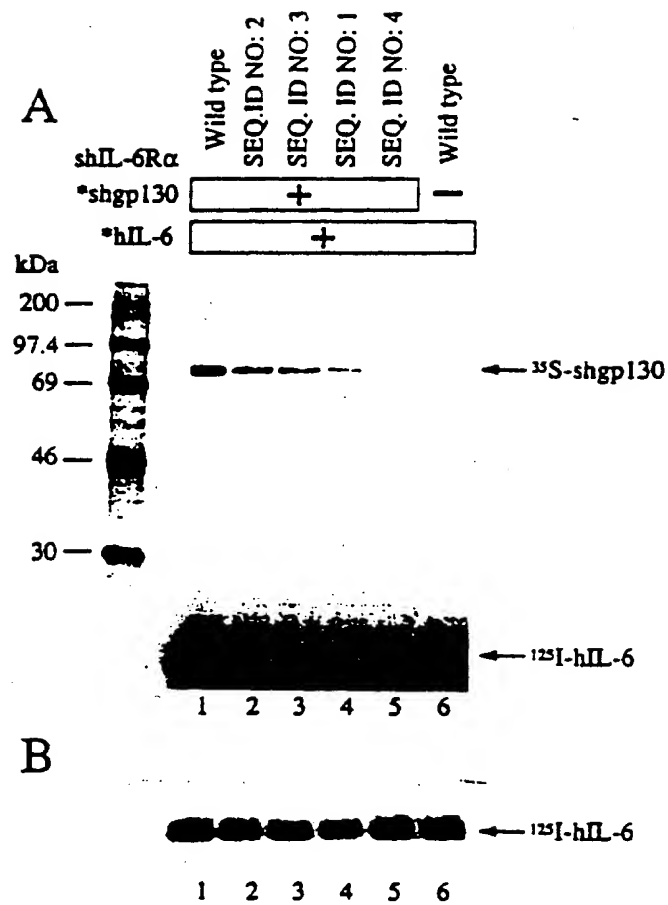 A
Wild type
SEQ.ID NO: 2
SEQ. ID NO: 3
SEQ. ID NO: 1
SEQ. ID NO: 4
Wild type
shIL-6Rα
*shgp130 + −
*hIL-6 +
kDa
200
97.4
69
46
30
³⁵S-shgp130
¹²⁵I-hIL-6
1 2 3 4 5 6
B
¹²⁵I-hIL-6
1 2 3 4 5 6